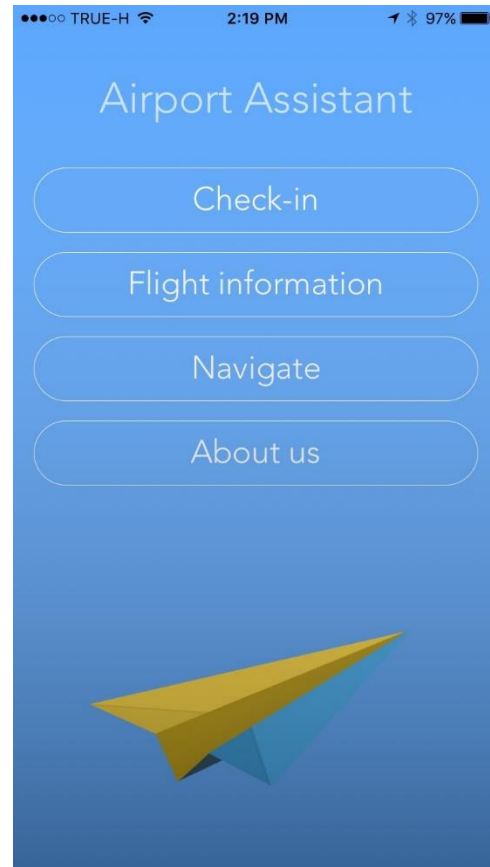 TRUE-H 2:19 PM 97%
Airport Assistant
Check-in
Flight information
Navigate
About us